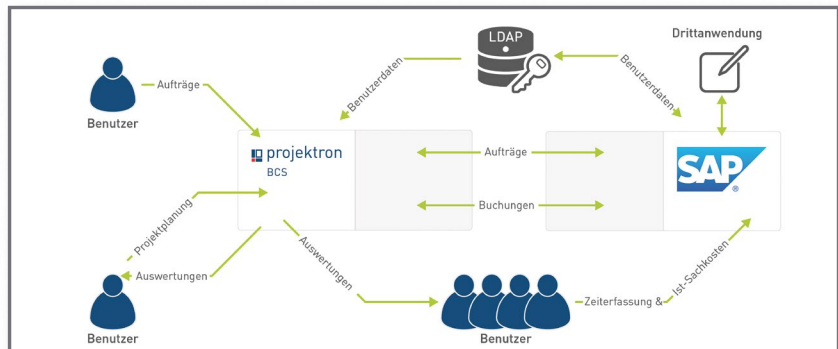 LDAP
Drittanwendung
Aufträge
Benutzerdaten
Benutzerdaten
Benutzer
projektron
BCS
Aufträge
SAP
®
Buchungen
Projektplanung
Auswertungen
Auswertungen
Zeiterfassung &
Ist-Sachkosten
Benutzer
Benutzer